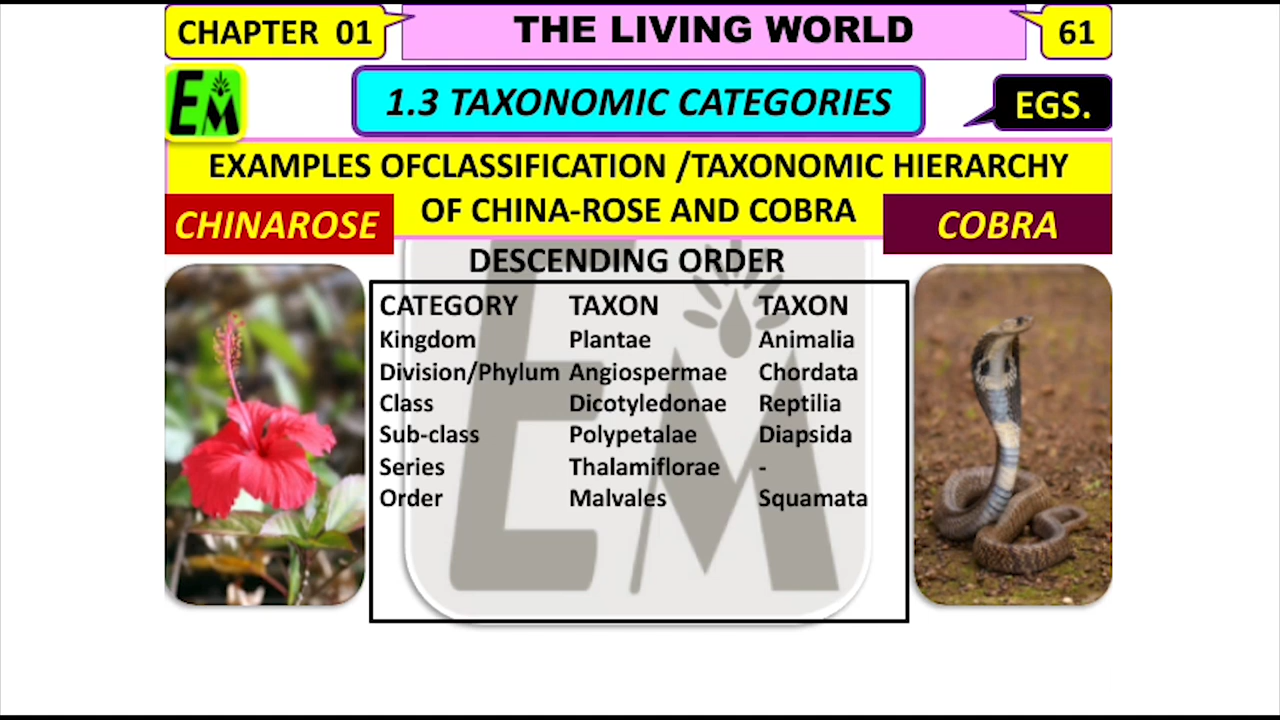 CHAPTER 01
THE LIVING WORLD
61
EM
1.3 TAXONOMIC CATEGORIES
EGS.
EXAMPLES OFCLASSIFICATION /TAXONOMIC HIERARCHY
OF CHINA-ROSE AND COBRA
CHINAROSE
COBRA
DESCENDING ORDER
CATEGORY TAXON TAXON
Kingdom Plantae Animalia
Division/Phylum Angiospermae Chordata
Class Dicotyledonae Reptilia
Sub-class Polypetalae Diapsida
Series Thalamiflorae -
Order Malvales Squamata
EM